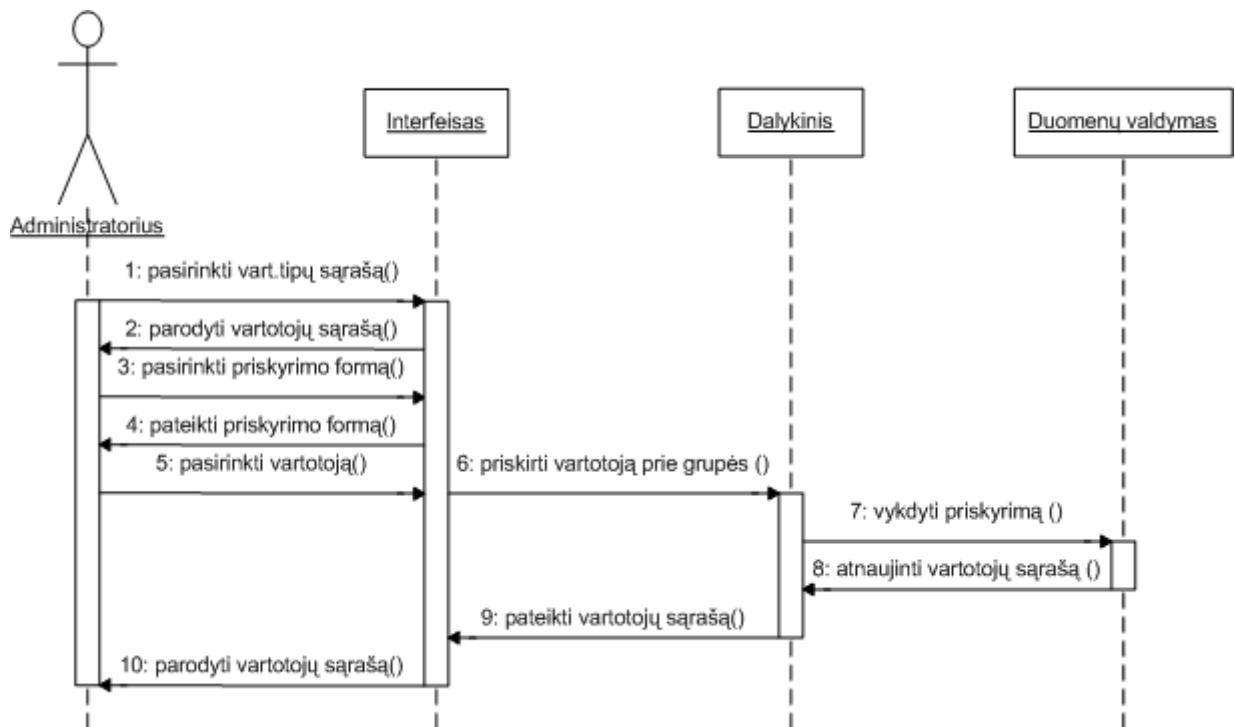 Interfeisas
Dalykinis
Duomenų valdymas
Administratorius
1: pasirinkti vart.tipų sąrašą()
2: parodyti vartotojų sąrašą()
3: pasirinkti priskyrimo formą()
4: pateikti priskyrimo formą()
5: pasirinkti vartotoją()
6: priskirti vartotoją prie grupės ()
7: vykdyti priskyrimą ()
8: atnaujinti vartotojų sąrašą ()
9: pateikti vartotojų sąrašą()
10: parodyti vartotojų sąrašą()